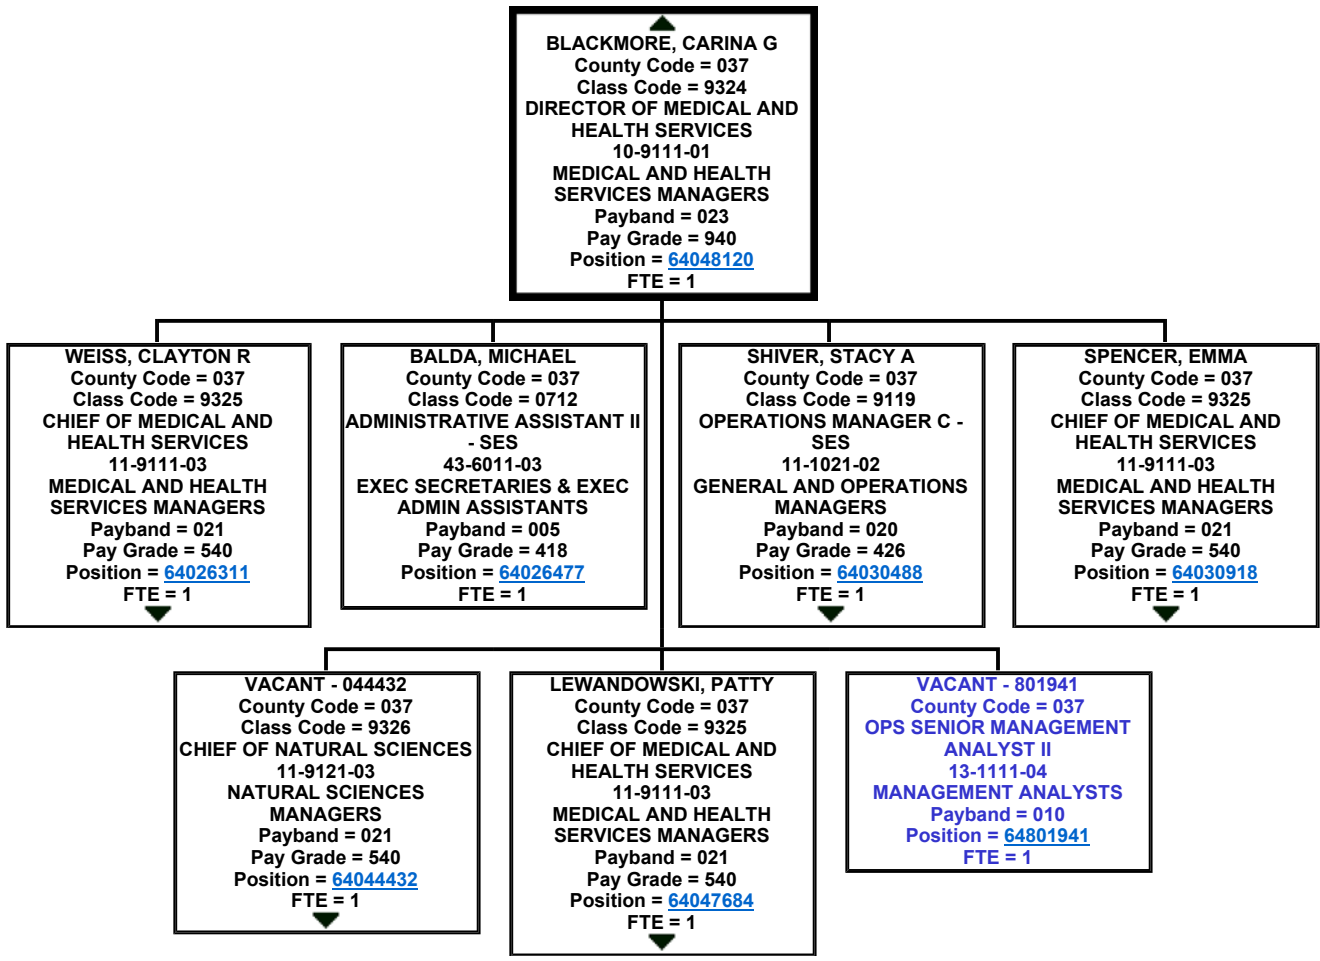 BLACKMORE, CARINA G
County Code = 037
Class Code = 9324
DIRECTOR OF MEDICAL AND
HEALTH SERVICES
10-9111-01
MEDICAL AND HEALTH
SERVICES MANAGERS
Payband = 023
Pay Grade = 940
Position = 64048120
FTE = 1
WEISS, CLAYTON R
County Code = 037
Class Code = 9325
CHIEF OF MEDICAL AND
HEALTH SERVICES
11-9111-03
MEDICAL AND HEALTH
SERVICES MANAGERS
Payband = 021
Pay Grade = 540
Position = 64026311
FTE = 1
BALDA, MICHAEL
County Code = 037
Class Code = 0712
ADMINISTRATIVE ASSISTANT II
- SES
43-6011-03
EXEC SECRETARIES & EXEC
ADMIN ASSISTANTS
Payband = 005
Pay Grade = 418
Position = 64026477
FTE = 1
SHIVER, STACY A
County Code = 037
Class Code = 9119
OPERATIONS MANAGER C -
SES
11-1021-02
GENERAL AND OPERATIONS
MANAGERS
Payband = 020
Pay Grade = 426
Position = 64030488
FTE = 1
SPENCER, EMMA
County Code = 037
Class Code = 9325
CHIEF OF MEDICAL AND
HEALTH SERVICES
11-9111-03
MEDICAL AND HEALTH
SERVICES MANAGERS
Payband = 021
Pay Grade = 540
Position = 64030918
FTE = 1
VACANT - 044432
County Code = 037
Class Code = 9326
CHIEF OF NATURAL SCIENCES
11-9121-03
NATURAL SCIENCES
MANAGERS
Payband = 021
Pay Grade = 540
Position = 64044432
FTE = 1
LEWANDOWSKI, PATTY
County Code = 037
Class Code = 9325
CHIEF OF MEDICAL AND
HEALTH SERVICES
11-9111-03
MEDICAL AND HEALTH
SERVICES MANAGERS
Payband = 021
Pay Grade = 540
Position = 64047684
FTE = 1
VACANT - 801941
County Code = 037
OPS SENIOR MANAGEMENT
ANALYST II
13-1111-04
MANAGEMENT ANALYSTS
Payband = 010
Position = 64801941
FTE = 1